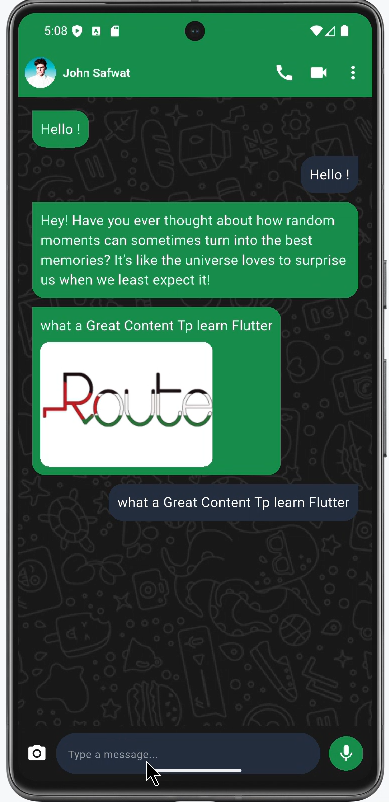 5:08
John Safwat
Hello !
Hello !
Hey! Have you ever thought about how random
moments can sometimes turn into the best
memories? It's like the universe loves to surprise
us when we least expect it!
what a Great Content Tp learn Flutter
Route
what a Great Content Tp learn Flutter
Type a message...